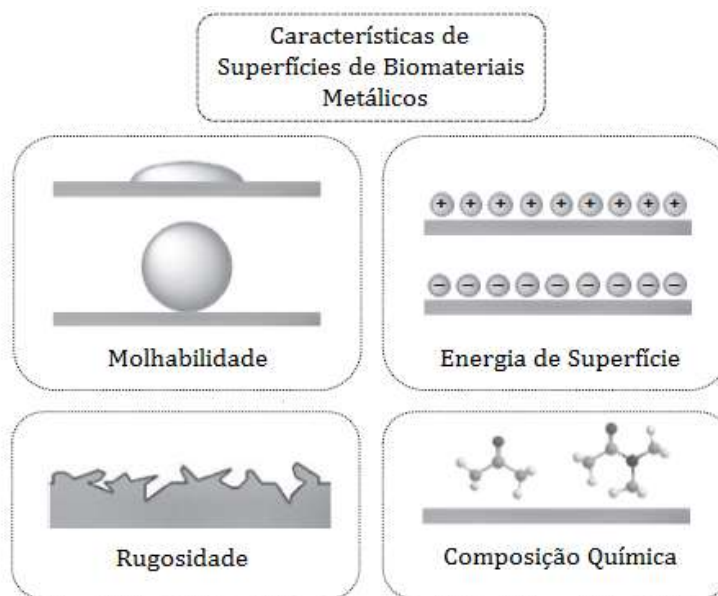 Características de
Superfícies de Biomateriais
Metálicos
+ + + + + + + + +
− − − − − − − − −
Molhabilidade
Energia de Superfície
Rugosidade
Composição Química